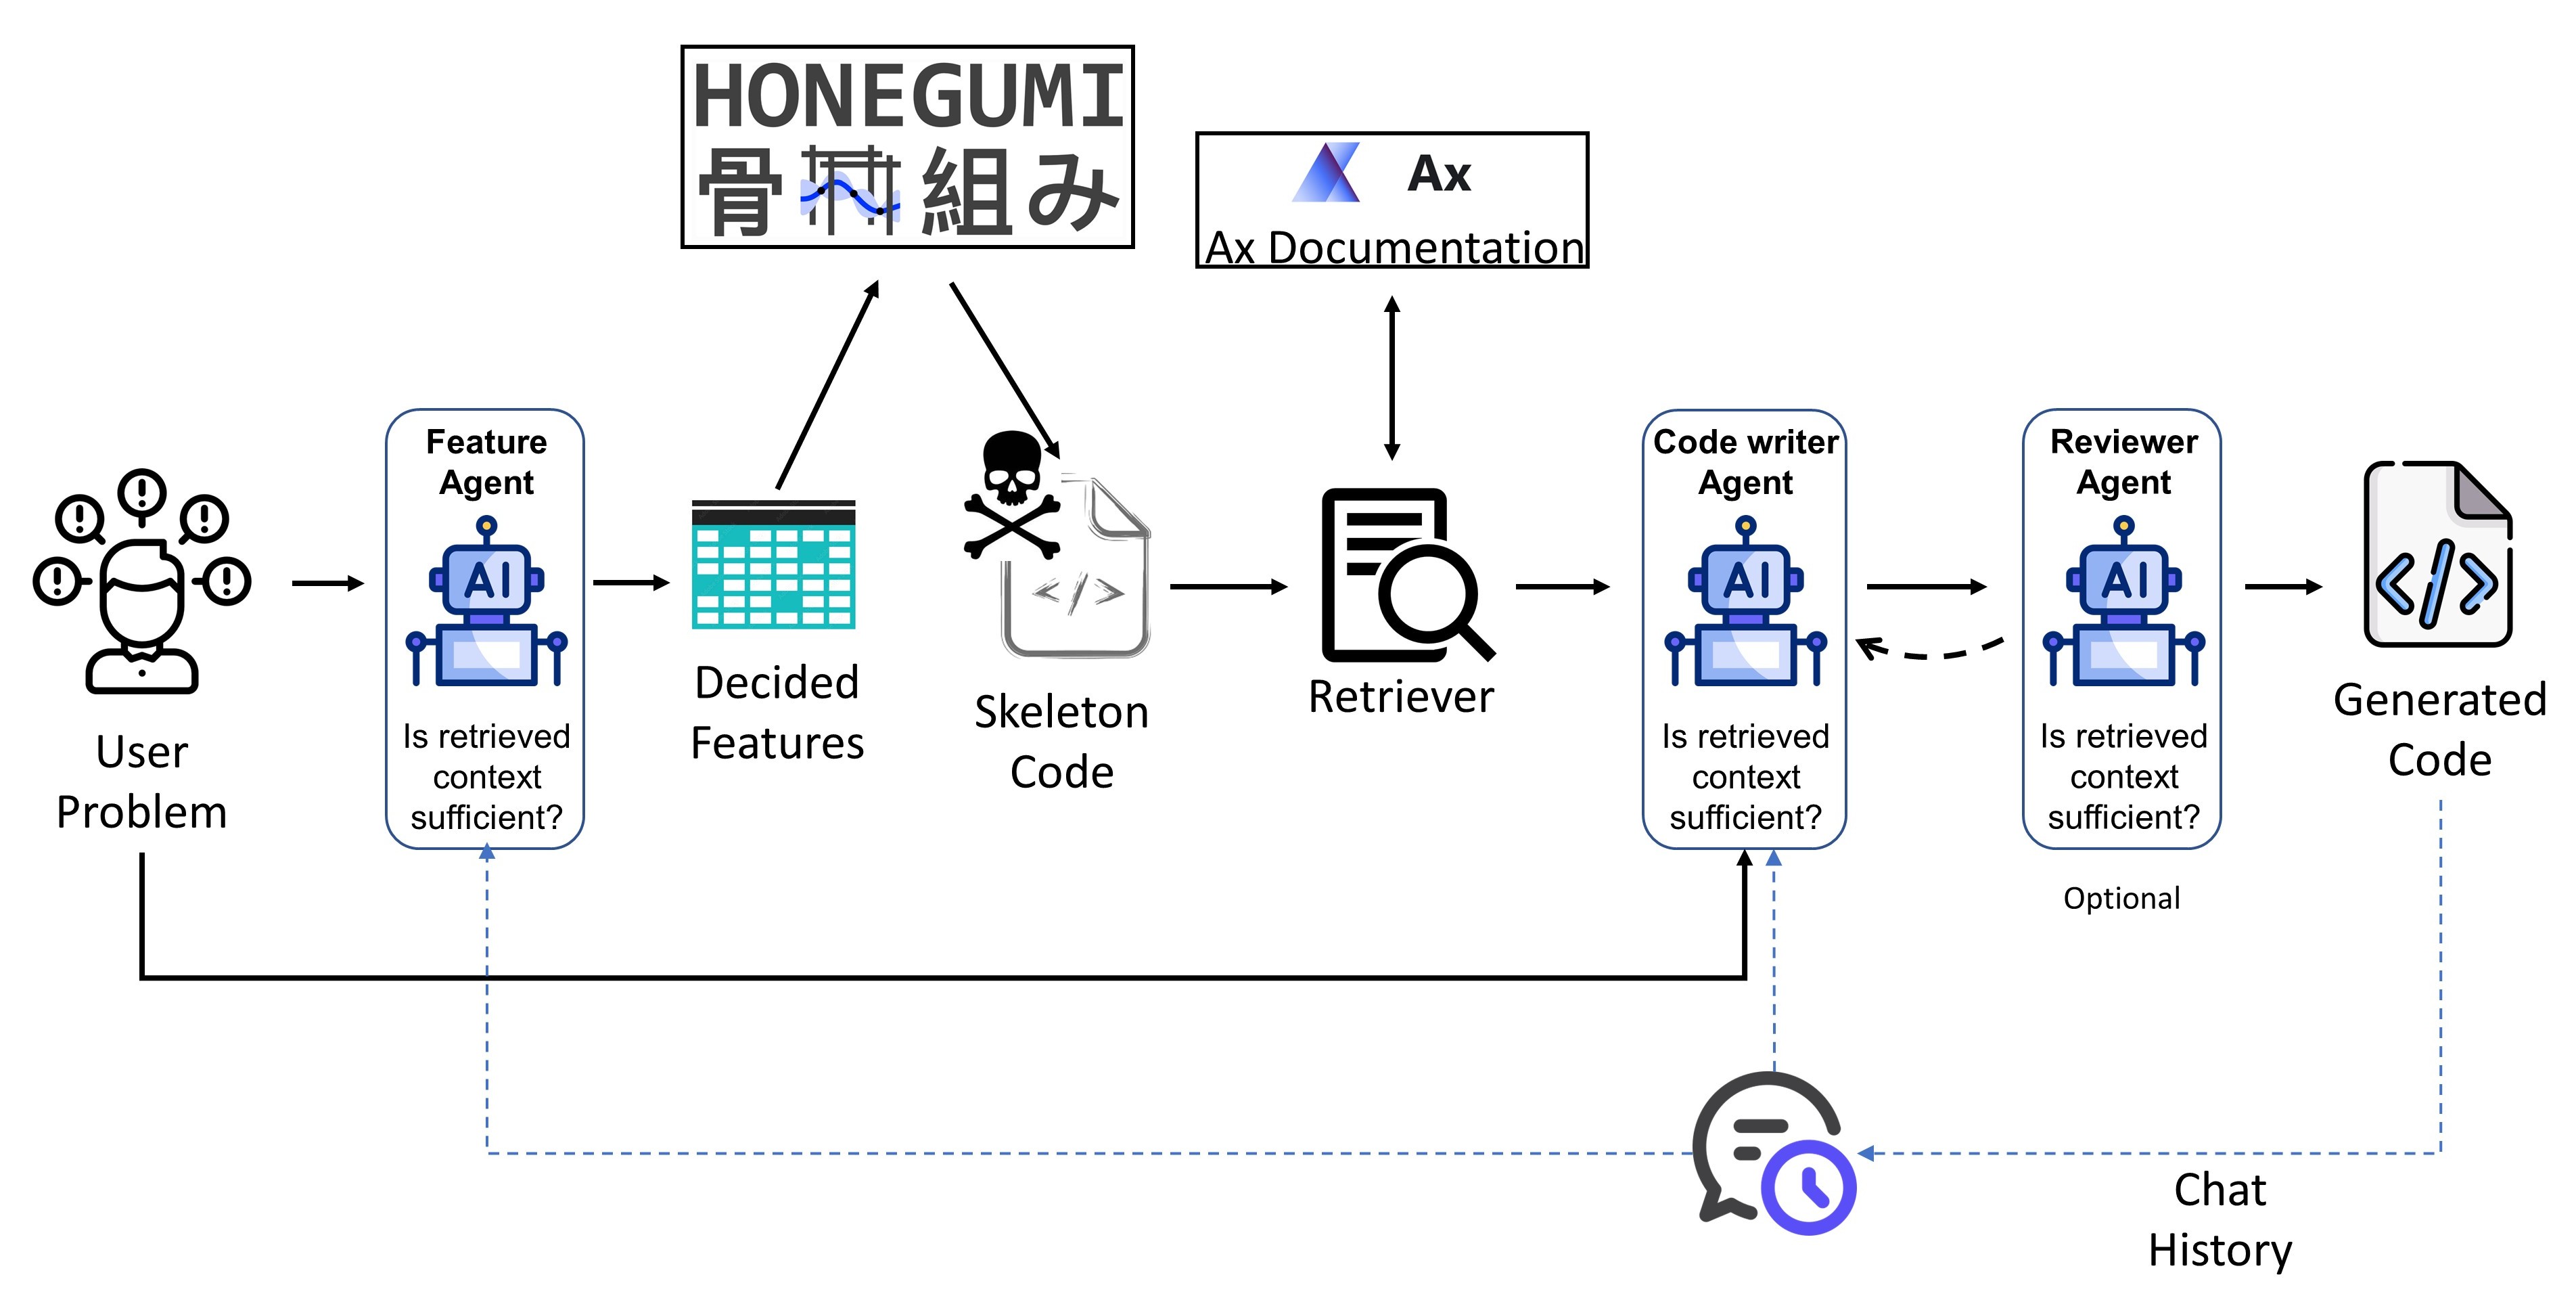 HONEGUMI
骨 組み
Ax
Ax Documentation
Feature
Agent
AI
Is retrieved
context
sufficient?
User
Problem
Decided
Features
Skeleton
Code
</>
Retriever
Code writer
Agent
AI
Is retrieved
context
sufficient?
Reviewer
Agent
AI
Is retrieved
context
sufficient?
Optional
</>
Generated
Code
Chat
History